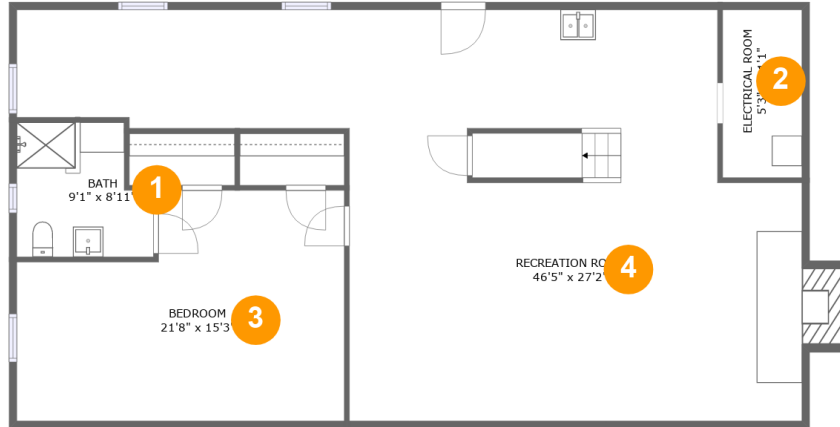 ELECTRICAL ROOM
5'3"
2
BATH
9'1" x 8'11"
1
RECREATION
46'5" x 27'2"
4
BEDROOM
21'8" x 15'3"
3